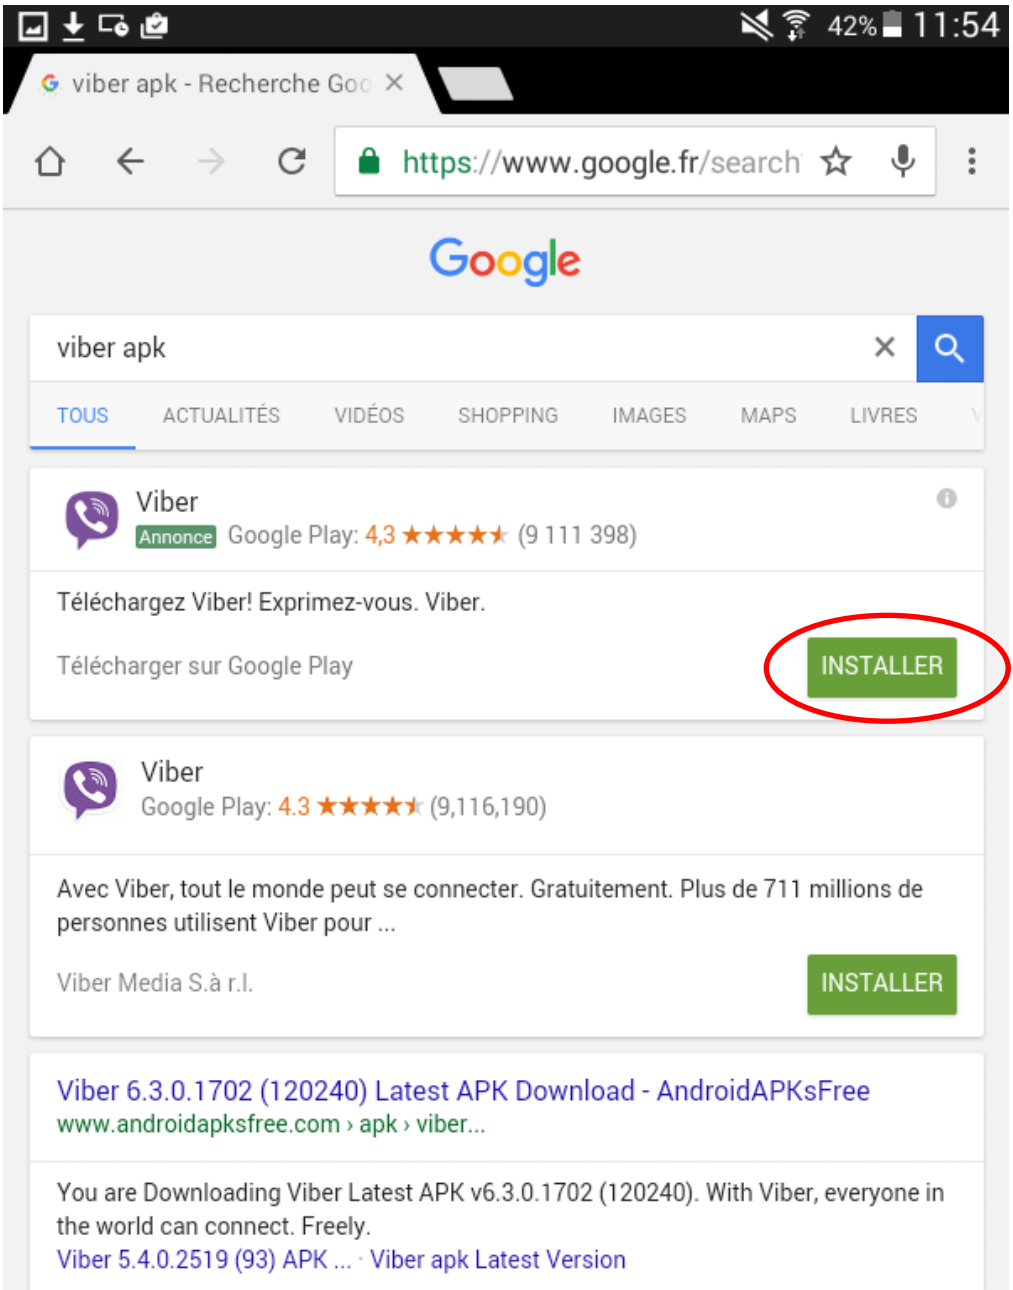 42% 11:54
viber apk - Recherche Goo
https://www.google.fr/search
Google
viber apk
TOUS ACTUALITÉS VIDÉOS SHOPPING IMAGES MAPS LIVRES
Viber
Annonce Google Play: 4,3 ★★★★★ (9 111 398)
Téléchargez Viber! Exprimez-vous. Viber.
Télécharger sur Google Play
INSTALLER
Viber
Google Play: 4.3 ★★★★★ (9,116,190)
Avec Viber, tout le monde peut se connecter. Gratuitement. Plus de 711 millions de
personnes utilisent Viber pour ...
Viber Media S.à r.l.
INSTALLER
Viber 6.3.0.1702 (120240) Latest APK Download - AndroidAPKsFree
www.androidapksfree.com › apk › viber...
You are Downloading Viber Latest APK v6.3.0.1702 (120240). With Viber, everyone in
the world can connect. Freely.
Viber 5.4.0.2519 (93) APK ... · Viber apk Latest Version